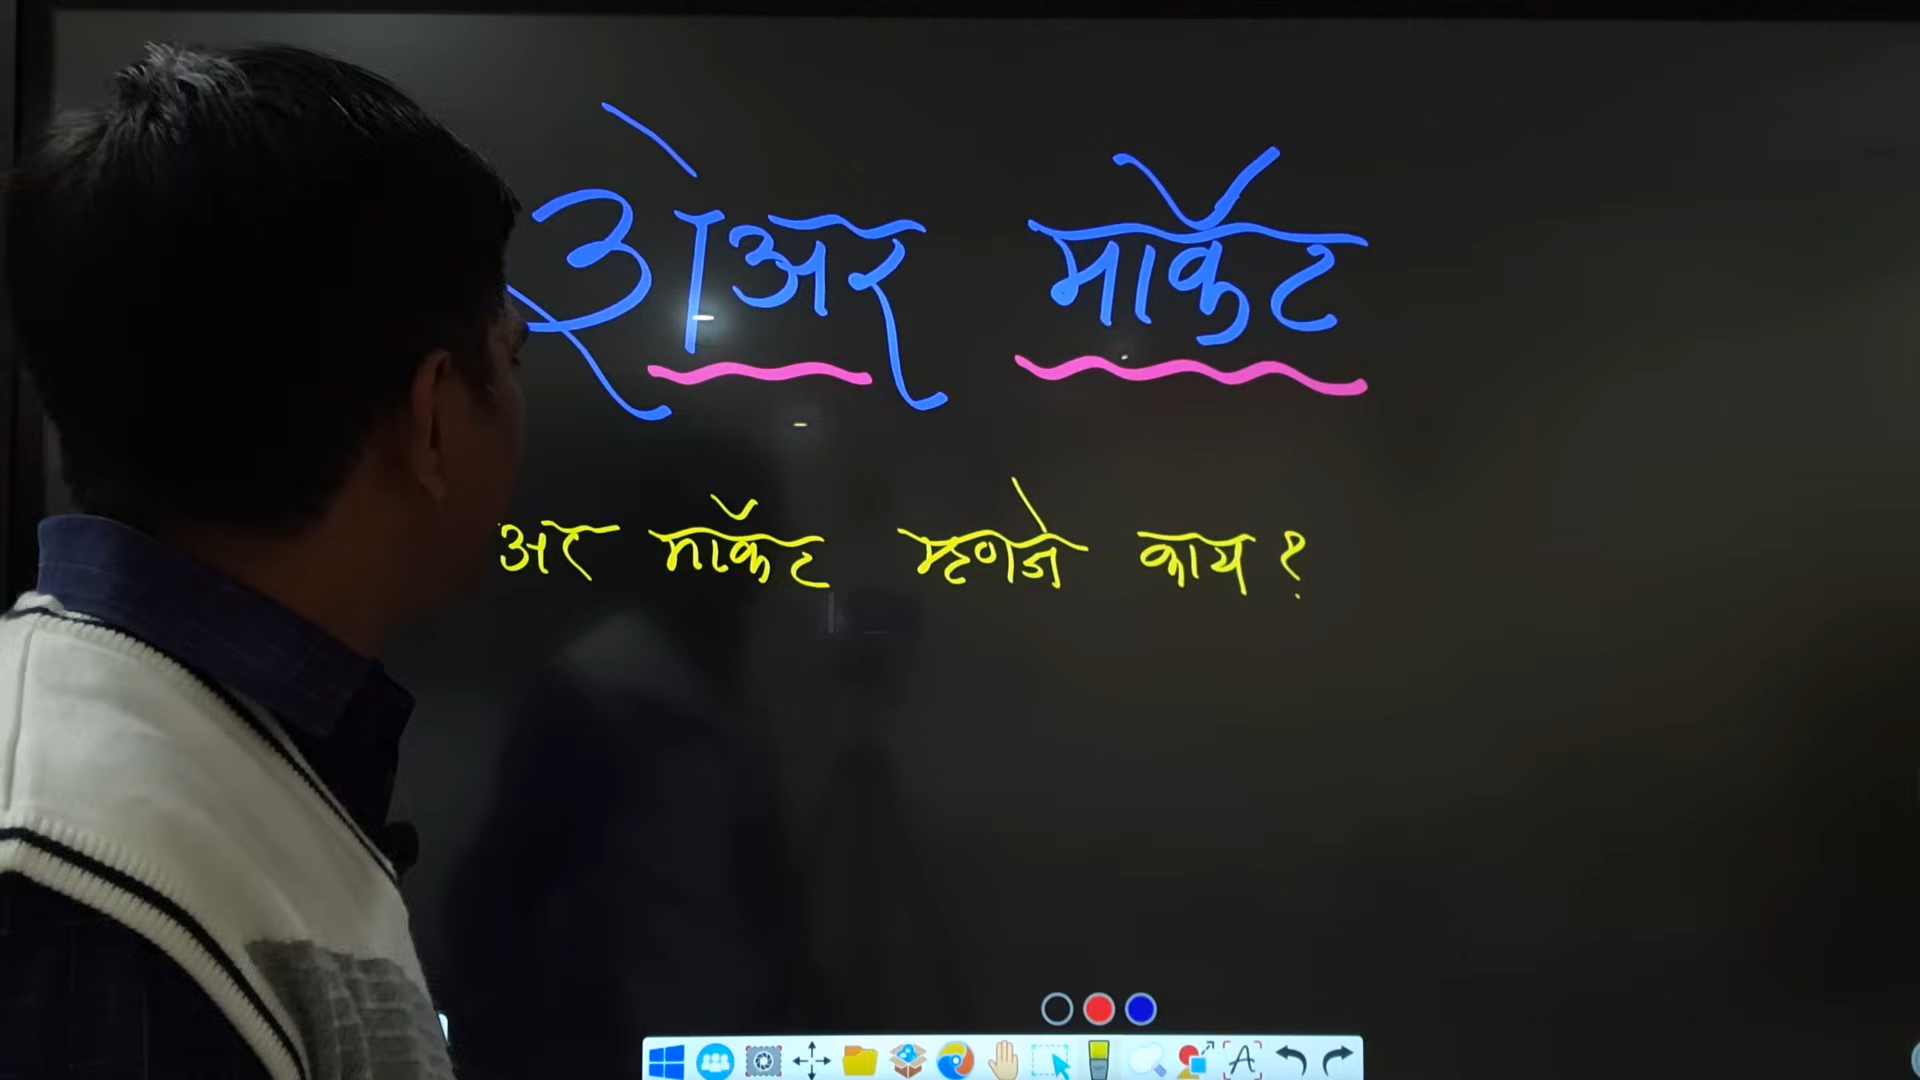 शेअर मार्केट
अर मार्केट म्हणजे काय?